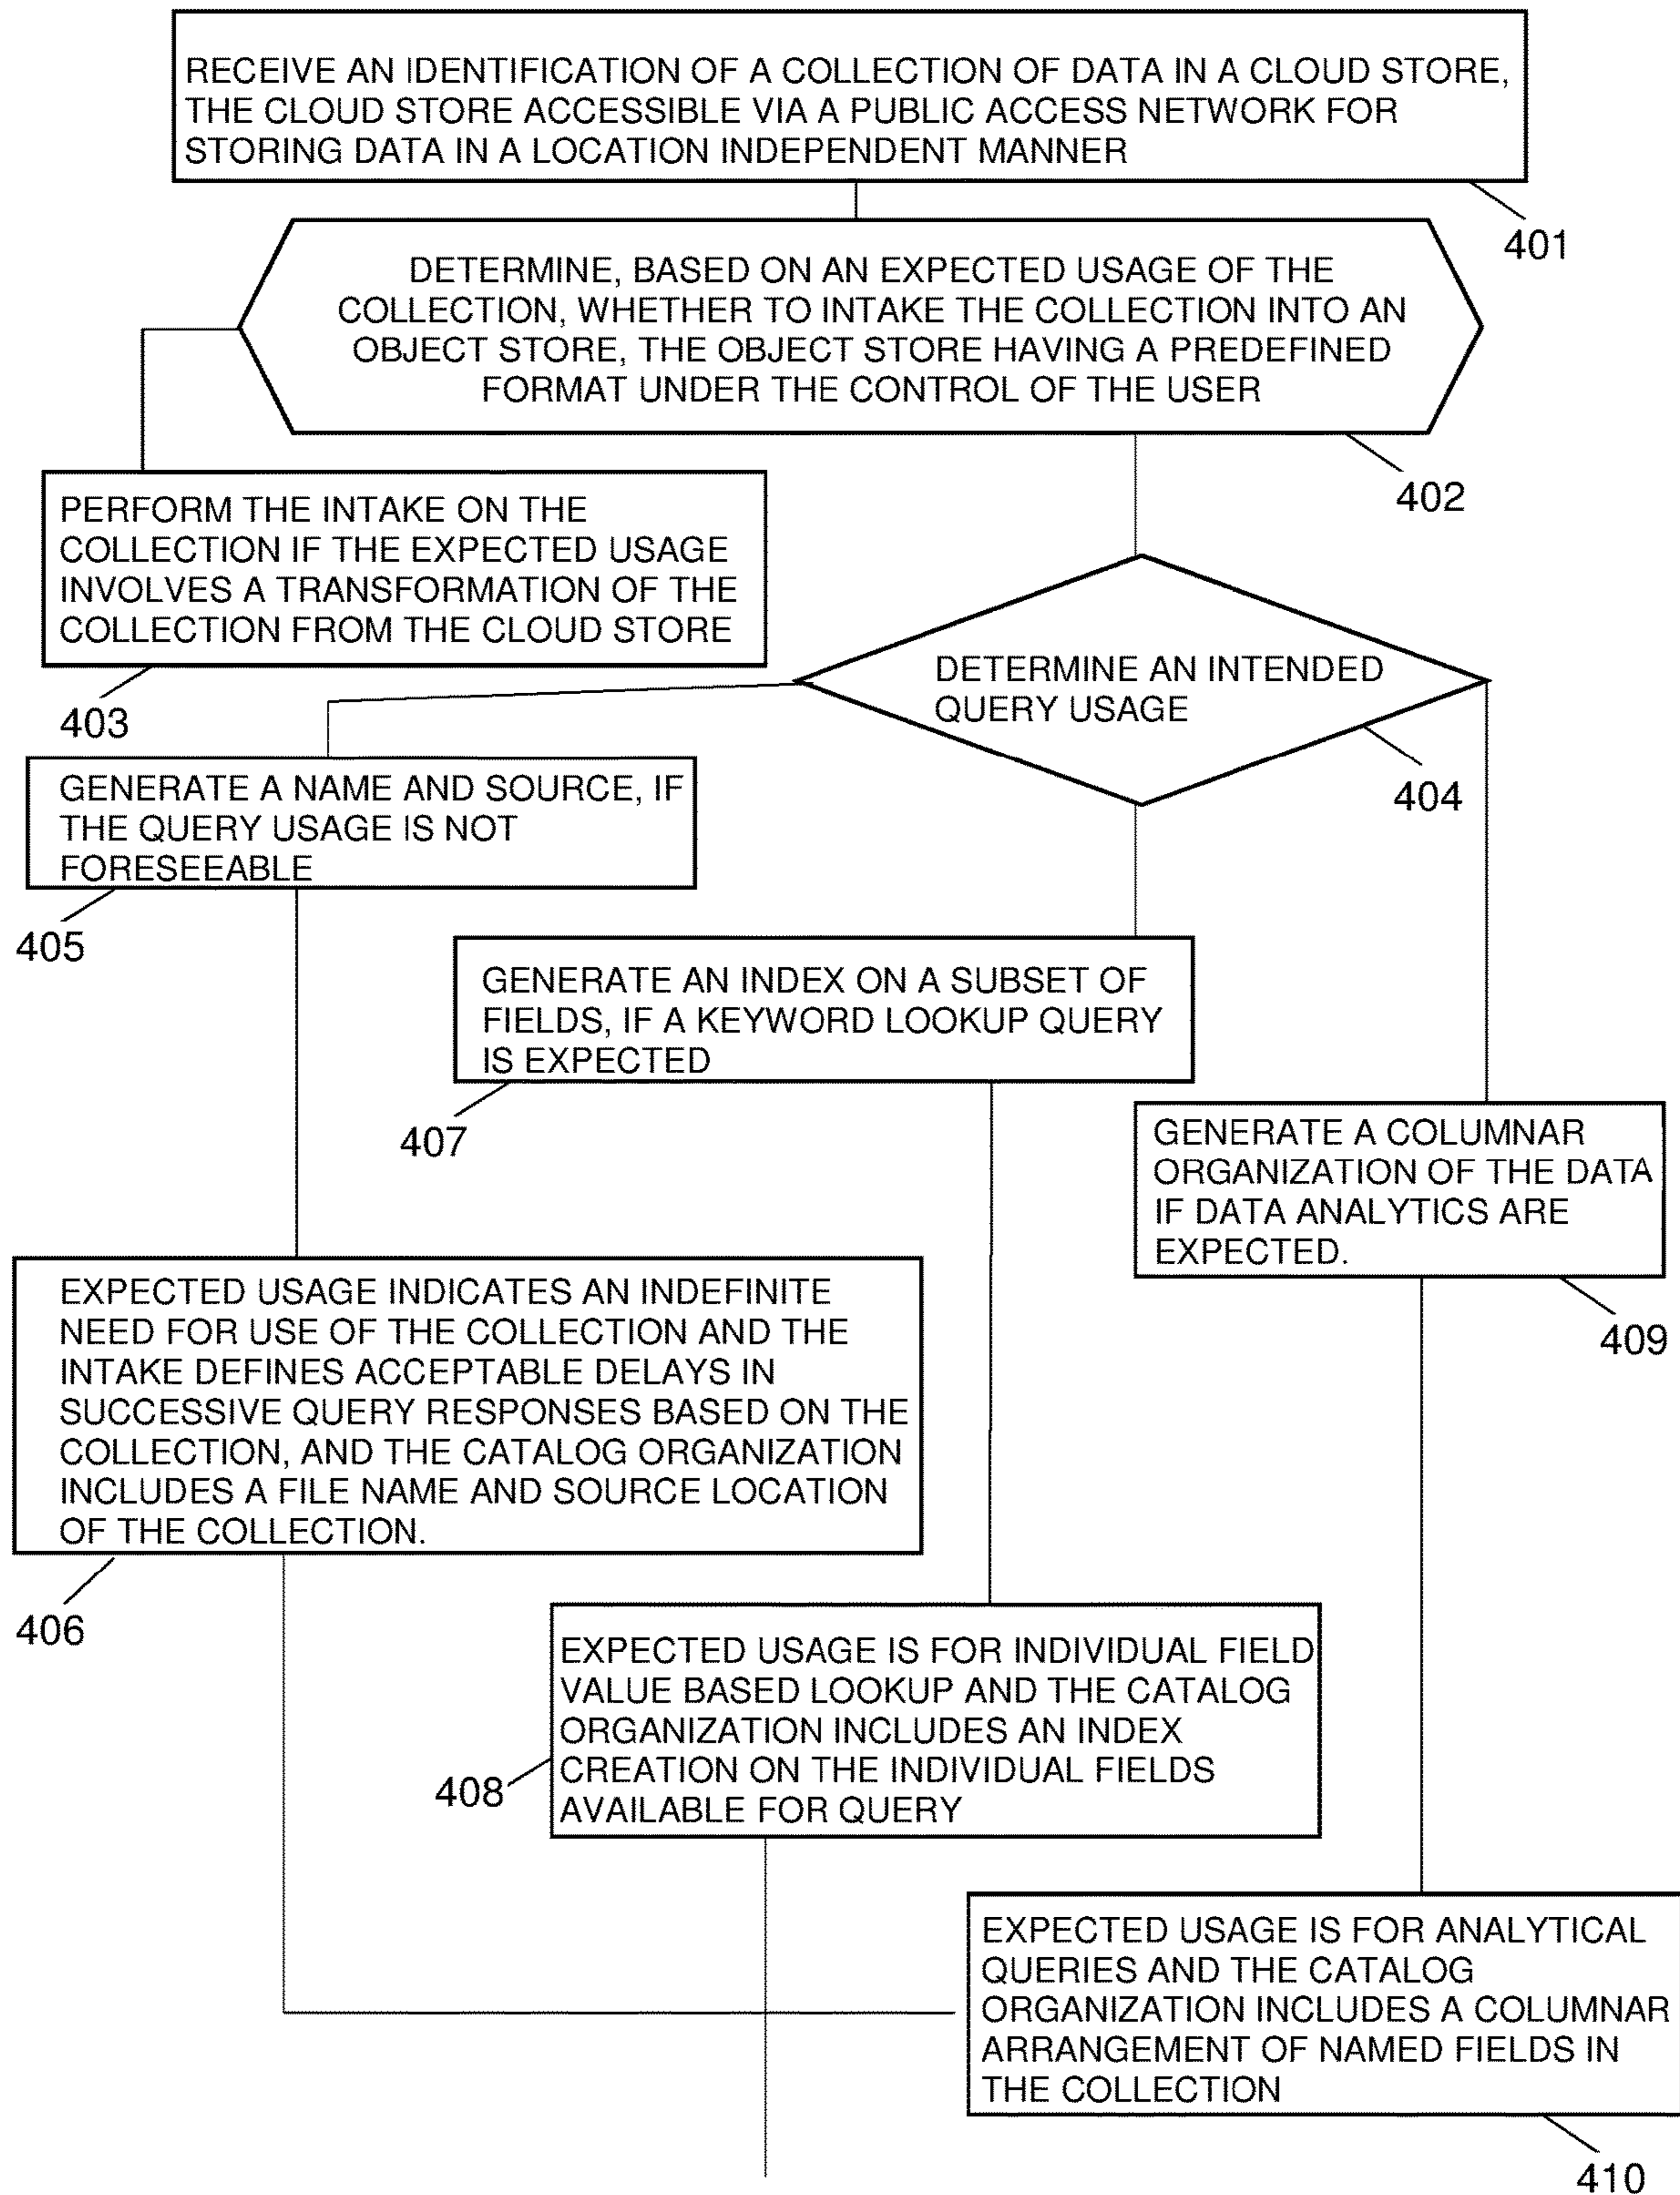 RECEIVE AN IDENTIFICATION OF A COLLECTION OF DATA IN A CLOUD STORE,
THE CLOUD STORE ACCESSIBLE VIA A PUBLIC ACCESS NETWORK FOR
STORING DATA IN A LOCATION INDEPENDENT MANNER
401
DETERMINE, BASED ON AN EXPECTED USAGE OF THE
COLLECTION, WHETHER TO INTAKE THE COLLECTION INTO AN
OBJECT STORE, THE OBJECT STORE HAVING A PREDEFINED
FORMAT UNDER THE CONTROL OF THE USER
402
PERFORM THE INTAKE ON THE
COLLECTION IF THE EXPECTED USAGE
INVOLVES A TRANSFORMATION OF THE
COLLECTION FROM THE CLOUD STORE
403
DETERMINE AN INTENDED
QUERY USAGE
404
GENERATE A NAME AND SOURCE, IF
THE QUERY USAGE IS NOT
FORESEEABLE
405
GENERATE AN INDEX ON A SUBSET OF
FIELDS, IF A KEYWORD LOOKUP QUERY
IS EXPECTED
407
GENERATE A COLUMNAR
ORGANIZATION OF THE DATA
IF DATA ANALYTICS ARE
EXPECTED.
409
EXPECTED USAGE INDICATES AN INDEFINITE
NEED FOR USE OF THE COLLECTION AND THE
INTAKE DEFINES ACCEPTABLE DELAYS IN
SUCCESSIVE QUERY RESPONSES BASED ON THE
COLLECTION, AND THE CATALOG ORGANIZATION
INCLUDES A FILE NAME AND SOURCE LOCATION
OF THE COLLECTION.
406
EXPECTED USAGE IS FOR INDIVIDUAL FIELD
VALUE BASED LOOKUP AND THE CATALOG
ORGANIZATION INCLUDES AN INDEX
CREATION ON THE INDIVIDUAL FIELDS
AVAILABLE FOR QUERY
408
EXPECTED USAGE IS FOR ANALYTICAL
QUERIES AND THE CATALOG
ORGANIZATION INCLUDES A COLUMNAR
ARRANGEMENT OF NAMED FIELDS IN
THE COLLECTION
410